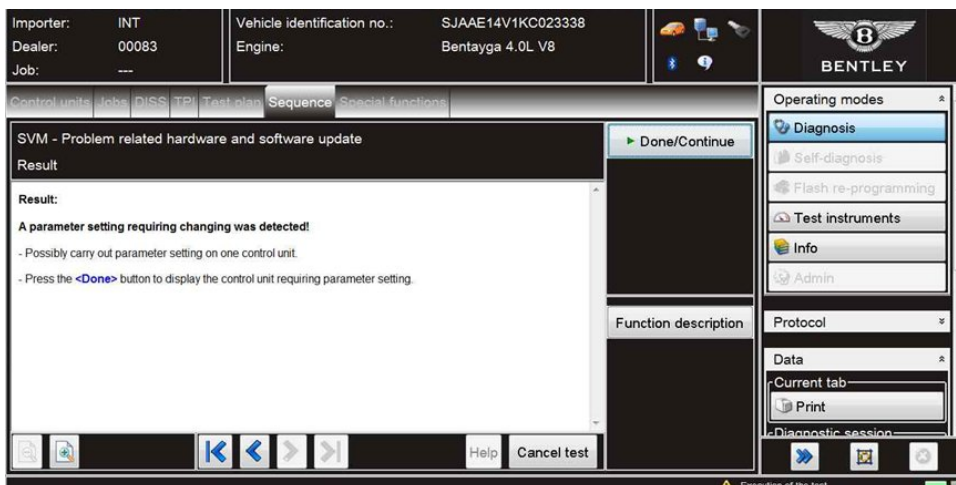 Importer: INT
Dealer: 00083
Job: ---
Vehicle identification no.: SJAAE14V1KC023338
Engine: Bentayga 4.0L V8
B
BENTLEY
Control units Jobs DISS TPI Test plan Sequence Special functions
SVM - Problem related hardware and software update
Result
Result:
A parameter setting requiring changing was detected!
- Possibly carry out parameter setting on one control unit.
- Press the <Done> button to display the control unit requiring parameter setting.
Done/Continue
Function description
Help
Cancel test
Operating modes
Diagnosis
Self-diagnosis
Flash re-programming
Test instruments
Info
Admin
Protocol
Data
Current tab
Print
Diagnostic session
Execution of the test